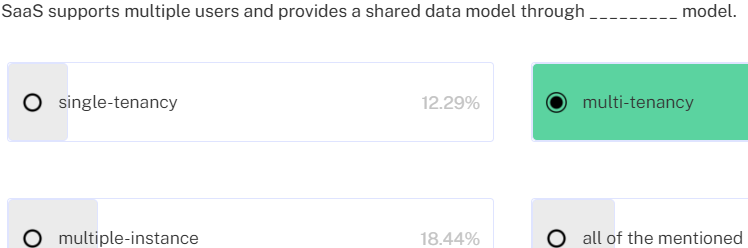 SaaS supports multiple users and provides a shared data model through _________ model.
single-tenancy 12.29% multi-tenancy
multiple-instance 18.44% all of the mentioned